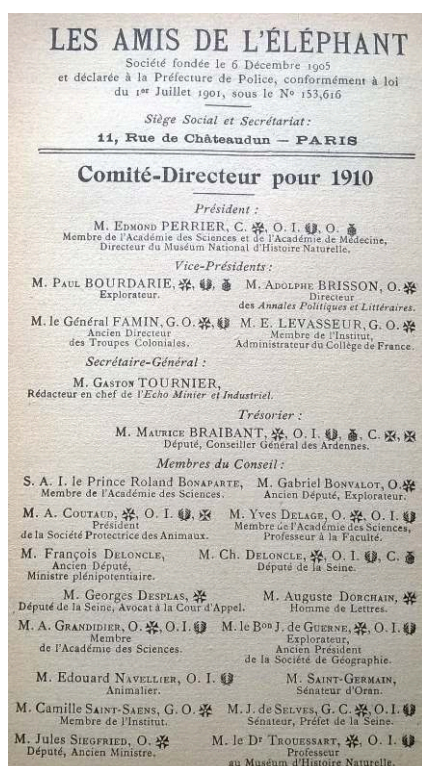 LES AMIS DE L'ÉLÉPHANT
Société fondée le 6 Décembre 1905
et déclarée à la Préfecture de Police, conformément à loi
du 1er Juillet 1901, sous le No 153,616
Siège Social et Secrétariat :
11, Rue de Châteaudun — PARIS
Comité-Directeur pour 1910
Président :
M. EDMOND PERRIER, C. , O. I. , O.
Membre de l'Académie des Sciences et de l'Académie de Médecine,
Directeur du Muséum National d'Histoire Naturelle.
Vice-Présidents :
M. PAUL BOURDARIE,
Explorateur.
M. ADOLPHE BRISSON, O.
Directeur
des Annales Politiques et Littéraires.
M. le Général FAMIN, G. O.
Ancien Directeur
des Troupes Coloniales.
M. E. LEVASSEUR, G. O.
Membre de l'Institut,
Administrateur du Collège de France.
Secrétaire-Général :
M. GASTON TOURNIER,
Rédacteur en chef de l'Echo Minier et Industriel.
Trésorier :
M. MAURICE BRAIBANT, , O. I. , , C. ,
Député, Conseiller Général des Ardennes.
Membres du Conseil :
S. A. I. le Prince Roland BONAPARTE,
Membre de l'Académie des Sciences.
M. Gabriel BONVALOT, O.
Ancien Député, Explorateur.
M. A. COUTAUD, , O. I. ,
Président
de la Société Protectrice des Animaux.
M. Yves DELAGE, O. , O. I.
Membre de l'Académie des Sciences,
Professeur à la Faculté.
M. François DELONCLE,
Ancien Député,
Ministre plénipotentiaire.
M. Ch. DELONCLE, , O. I. , C.
Député de la Seine.
M. Georges DESPLAS,
Député de la Seine, Avocat à la Cour d'Appel.
M. Auguste DORCHAIN,
Homme de Lettres.
M. A. GRANDIDIER, O. , O. I.
Membre
de l'Académie des Sciences.
M. le Bon J. de GUERNE, , O. I.
Explorateur,
Ancien Président
de la Société de Géographie.
M. Edouard NAVELLIER, O. I.
Animalier.
M. SAINT-GERMAIN,
Sénateur d'Oran.
M. Camille SAINT-SAENS, G. O.
Membre de l'Institut.
M. J. de SELVES, G. C. , O. I.
Sénateur, Préfet de la Seine.
M. Jules SIEGFRIED, O.
Député, Ancien Ministre.
M. le Dr TROUESSART, , O. I.
Professeur
au Muséum d'Histoire Naturelle.